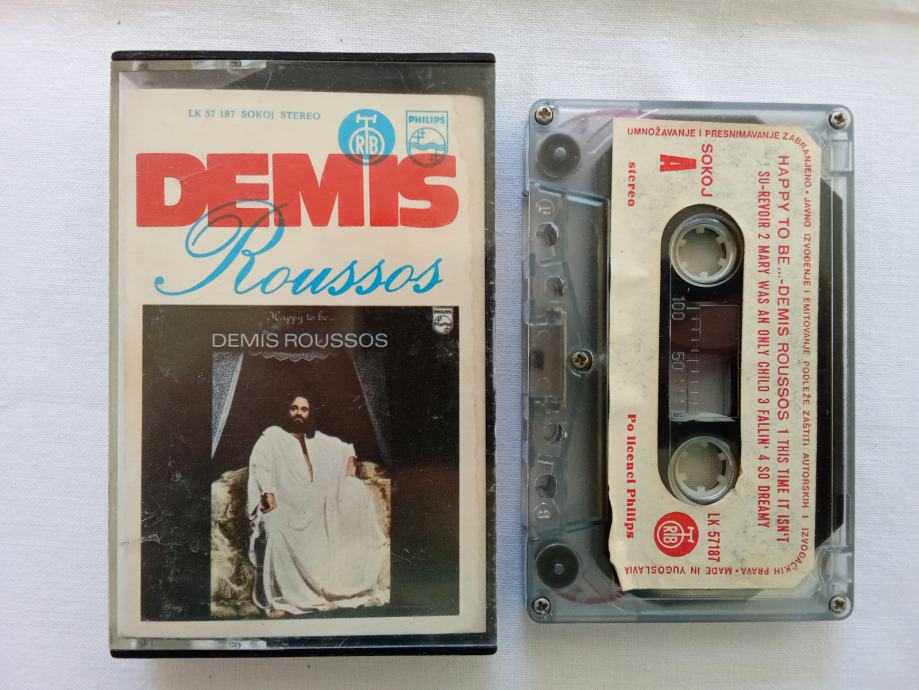 LK 57 187 SOKOJ STEREO
RTB
PHILIPS
DEMIS
Roussos
Happy to be...
PHILIPS
DEMIS ROUSSOS
UMNOŽAVANJE I PRESNIMAVANJE ZABRANJENO • JAVNO IZVOĐENJE I EMITOVANJE PODLEŽE ZAŠTITI AUTORSKIH I IZVOĐAČKIH PRAVA • MADE IN YUGOSLAVIA
HAPPY TO BE...-DEMIS ROUSSOS 1 THIS TIME IT ISN'T
SU-REVOIR 2 MARY WAS AN ONLY CHILD 3 FALLIN' 4 SO DREAMY
SOKOJ
A
stereo
100 50 0
Po licenci Philips
RTB
LK 57187